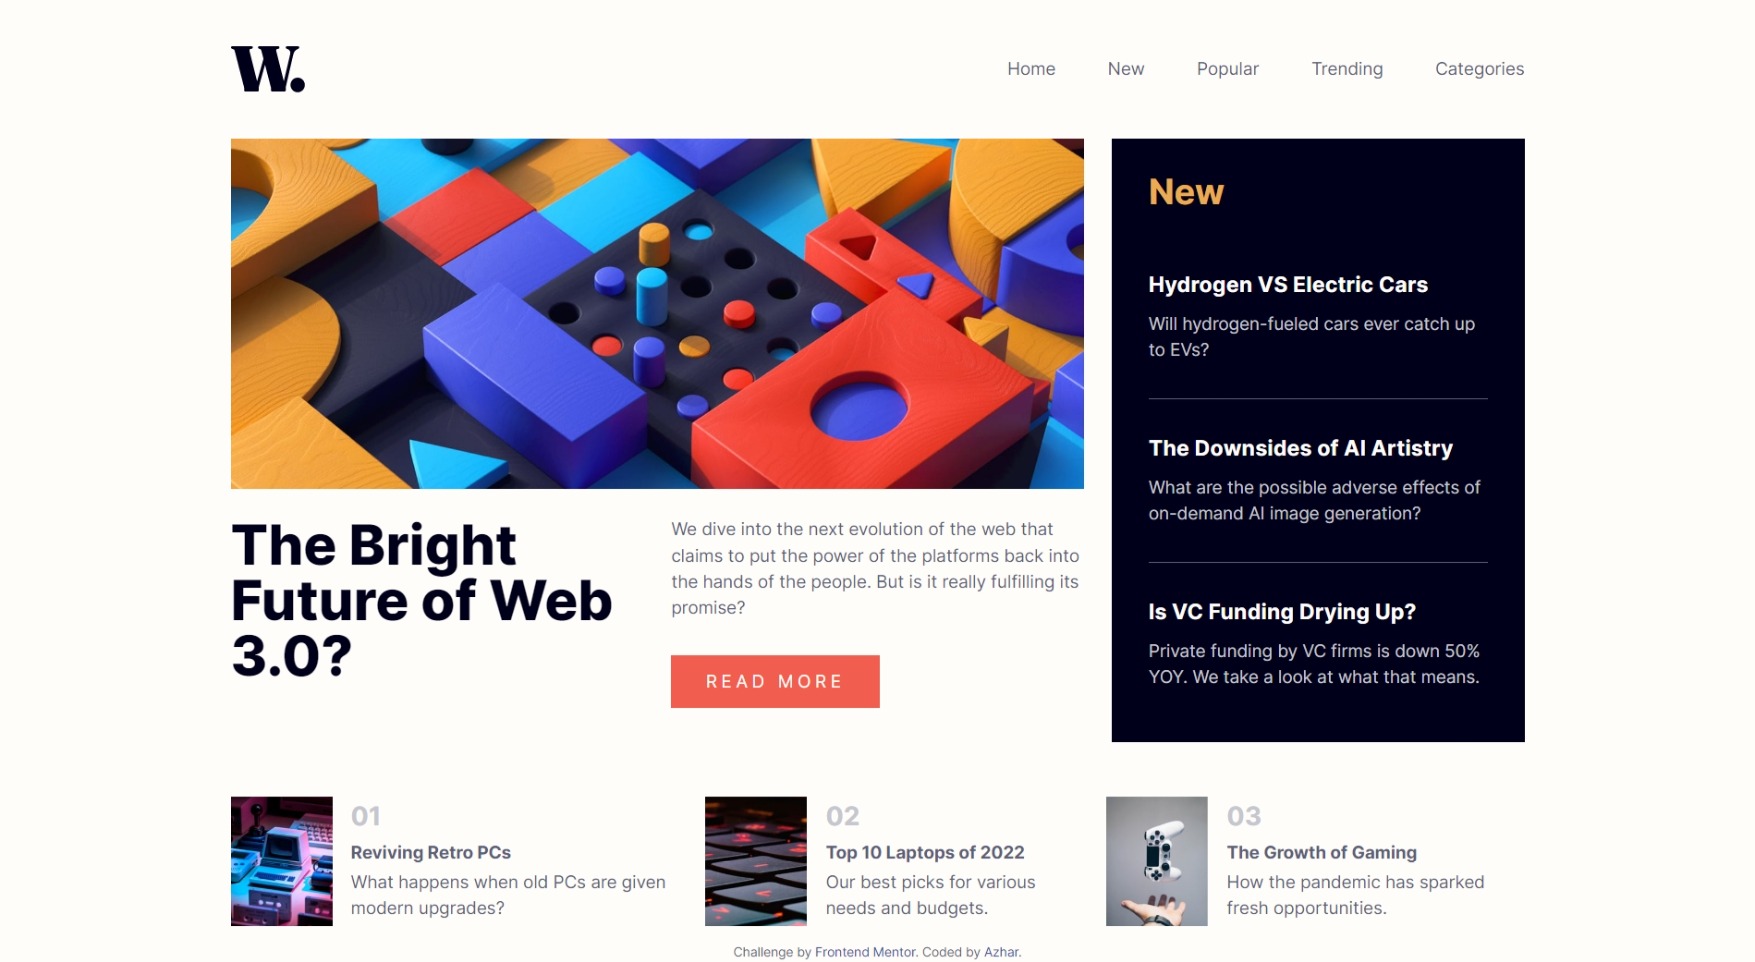 W.
Home New Popular Trending Categories
New
Hydrogen VS Electric Cars
Will hydrogen-fueled cars ever catch up
to EVs?
The Downsides of AI Artistry
What are the possible adverse effects of
on-demand AI image generation?
Is VC Funding Drying Up?
Private funding by VC firms is down 50%
YOY. We take a look at what that means.
The Bright
Future of Web
3.0?
We dive into the next evolution of the web that
claims to put the power of the platforms back into
the hands of the people. But is it really fulfilling its
promise?
READ MORE
01
Reviving Retro PCs
What happens when old PCs are given
modern upgrades?
02
Top 10 Laptops of 2022
Our best picks for various
needs and budgets.
03
The Growth of Gaming
How the pandemic has sparked
fresh opportunities.
Challenge by Frontend Mentor. Coded by Azhar.